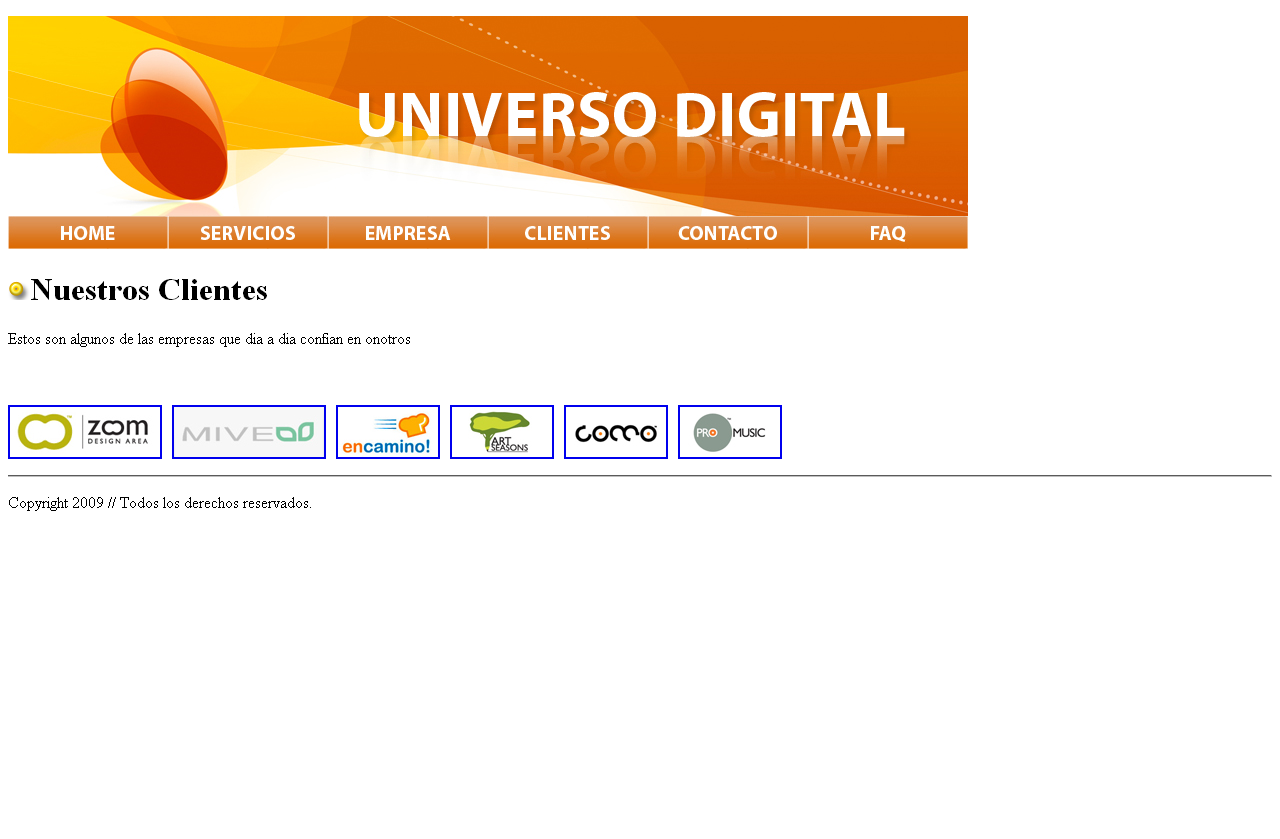 UNIVERSO DIGITAL
HOME SERVICIOS EMPRESA CLIENTES CONTACTO FAQ
Nuestros Clientes
Estos son algunos de las empresas que dia a dia confian en onotros
zoom DESIGN AREA
MIVE
encamino!
ART SEASONS
como
PRO MUSIC
Copyright 2009 // Todos los derechos reservados.